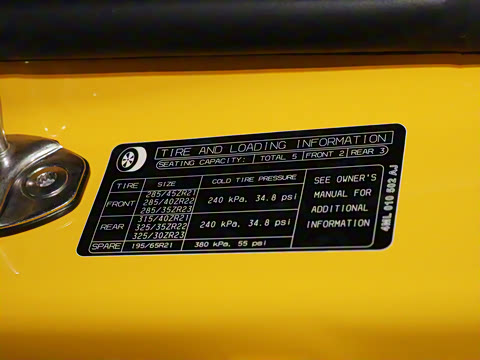 TIRE AND LOADING INFORMATION
SEATING CAPACITY: TOTAL 5 FRONT 2 REAR 3
TIRE SIZE COLD TIRE PRESSURE
FRONT 285/45ZR21 285/40ZR22 285/35ZR23 240 kPa, 34.8 psi
REAR 315/40ZR21 325/35ZR22 325/30ZR23 240 kPa, 34.8 psi
SPARE 195/65R21 380 kPa, 55 psi
SEE OWNER'S
MANUAL FOR
ADDITIONAL
INFORMATION
4ML 010 502 AJ